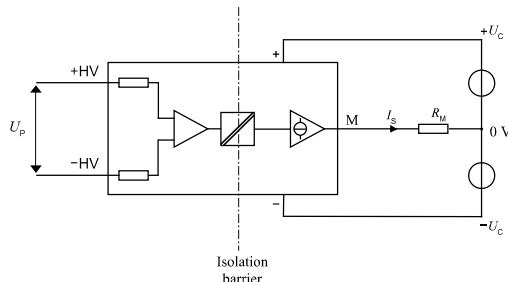 +U_C
+
+HV
U_P
M
I_S
R_M
0 V
−HV
−
−U_C
Isolation
barrier